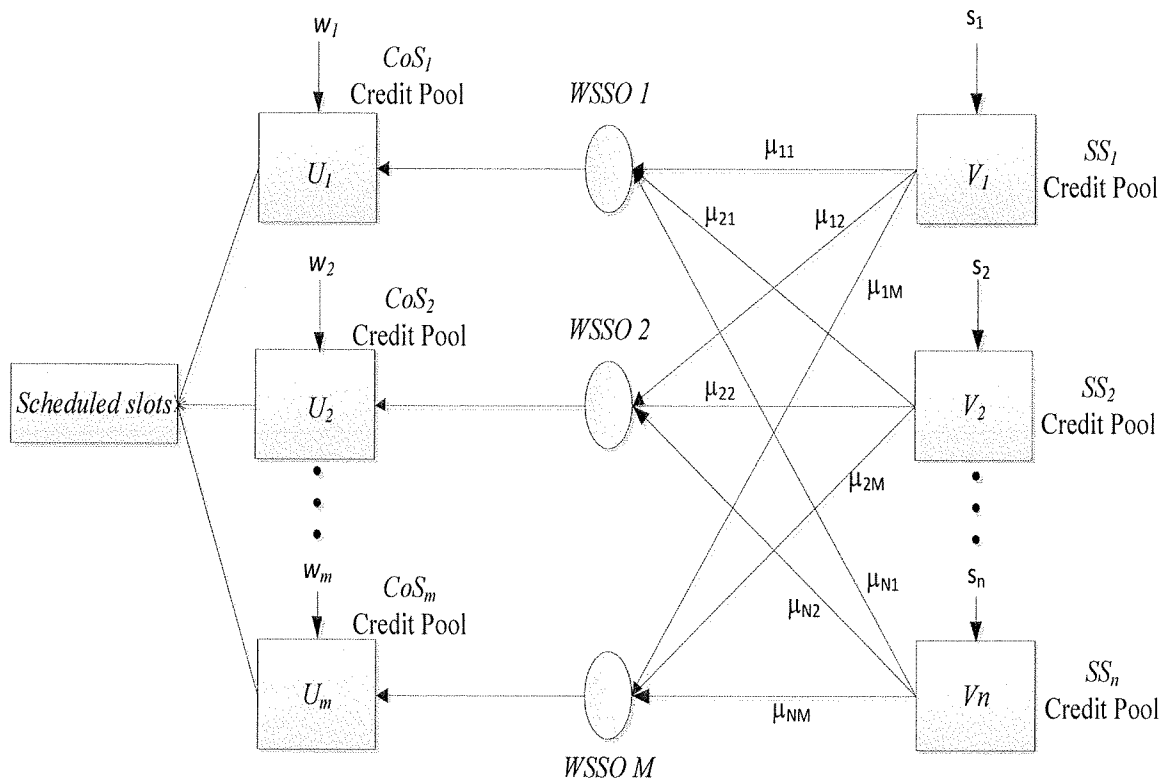 w1
CoS1
Credit Pool
U1
WSSO 1
μ11
μ21
μ12
μ1M
s1
V1
SS1
Credit Pool
w2
CoS2
Credit Pool
Scheduled slots
U2
WSSO 2
μ22
μ2M
s2
V2
SS2
Credit Pool
wm
CoSm
Credit Pool
Um
WSSO M
μN1
μN2
μNM
sn
Vn
SSn
Credit Pool